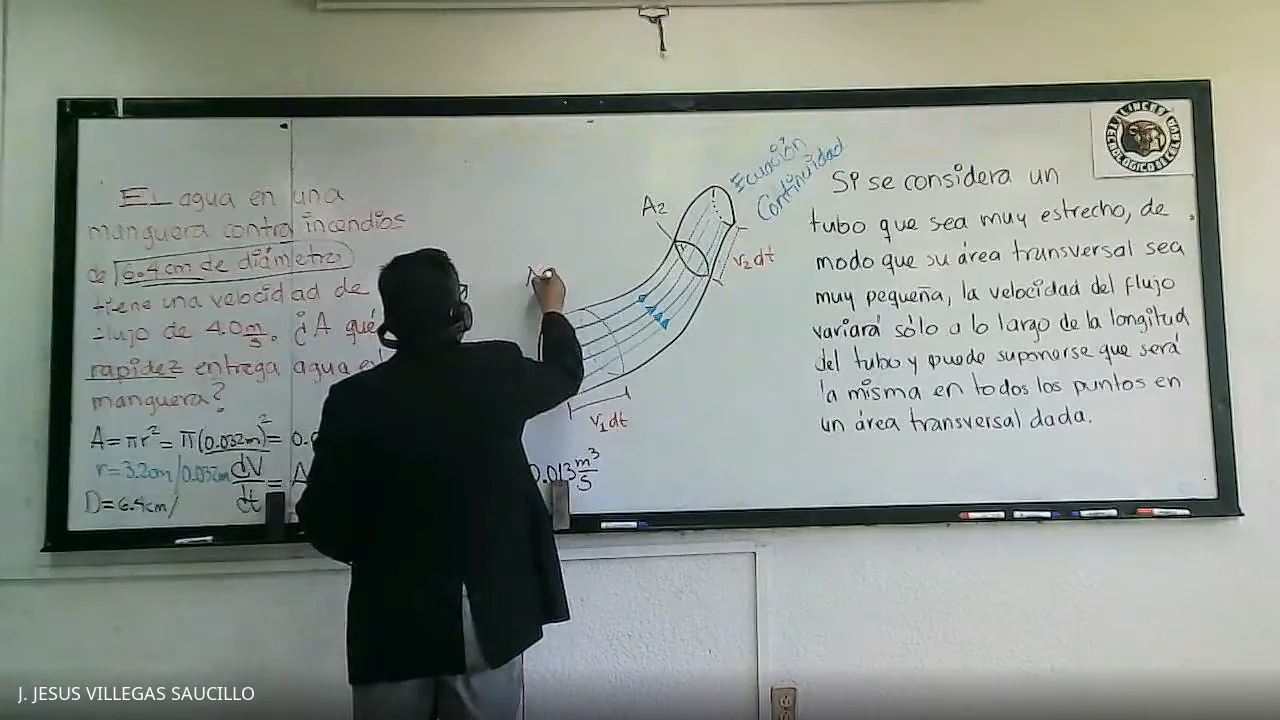 EL agua en una
manguera contra incendios
de 6.4 cm de diámetro
tiene una velocidad de
flujo de 4.0 m/s. ¿A qué
rapidez entrega agua
manguera?
A = πr² = π(0.032m)² = 0.0
r = 3.2cm/0.032m dV/dt = A
D = 6.4cm/
0.013 m³/s
A₂
v₂dt
v₁dt
Ecuación
Continuidad
Si se considera un
tubo que sea muy estrecho, de
modo que su área transversal sea
muy pequeña, la velocidad del flujo
variará sólo a lo largo de la longitud
del tubo y puede suponerse que será
la misma en todos los puntos en
un área transversal dada.
J. JESUS VILLEGAS SAUCILLO